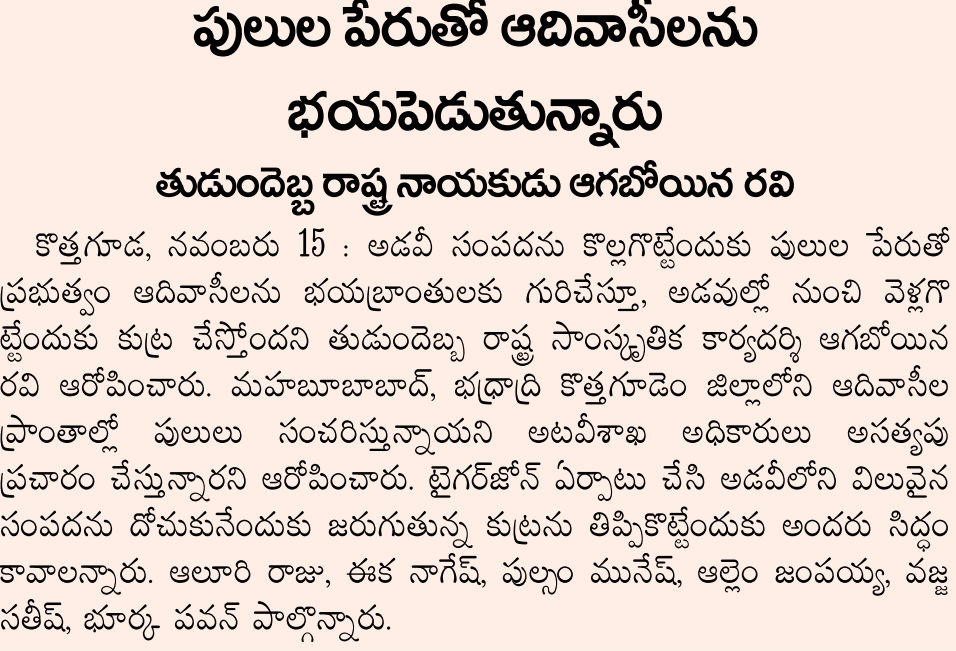 పులుల పేరుతో ఆదివాసీలను
భయపెడుతున్నారు
తుడుందెబ్బ రాష్ట్ర నాయకుడు ఆగబోయిన రవి
కొత్తగూడ, నవంబరు 15 : అడవీ సంపదను కొల్లగొట్టేందుకు పులుల పేరుతో
ప్రభుత్వం ఆదివాసీలను భయబ్రాంతులకు గురిచేస్తూ, అడవుల్లో నుంచి వెళ్లగొ
ట్టేందుకు కుట్ర చేస్తోందని తుడుందెబ్బ రాష్ట్ర సాంస్కృతిక కార్యదర్శి ఆగబోయిన
రవి ఆరోపించారు. మహబూబాబాద్, భద్రాద్రి కొత్తగూడెం జిల్లాలోని ఆదివాసీల
ప్రాంతాల్లో పులులు సంచరిస్తున్నాయని అటవీశాఖ అధికారులు అసత్యపు
ప్రచారం చేస్తున్నారని ఆరోపించారు. టైగర్‌జోన్ ఏర్పాటు చేసి అడవీలోని విలువైన
సంపదను దోచుకునేందుకు జరుగుతున్న కుట్రను తిప్పికొట్టేందుకు అందరు సిద్ధం
కావాలన్నారు. ఆలూరి రాజు, ఈక నాగేష్, పుల్సం మునేష్, ఆల్లెం జంపయ్య, వజ్జ
సతీష్, భూర్క పవన్ పాల్గొన్నారు.